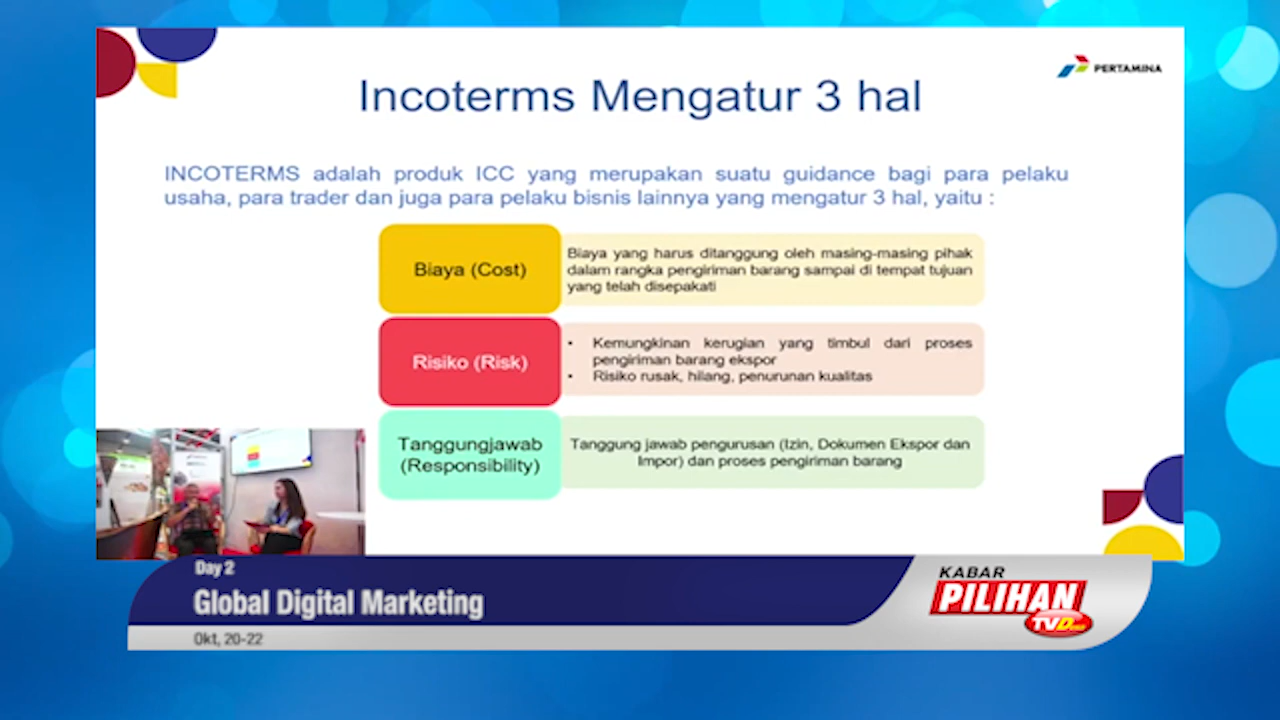 PERTAMINA
Incoterms Mengatur 3 hal
INCOTERMS adalah produk ICC yang merupakan suatu guidance bagi para pelaku
usaha, para trader dan juga para pelaku bisnis lainnya yang mengatur 3 hal, yaitu :
Biaya (Cost)
Biaya yang harus ditanggung oleh masing-masing pihak
dalam rangka pengiriman barang sampai di tempat tujuan
yang telah disepakati
Risiko (Risk)
• Kemungkinan kerugian yang timbul dari proses
pengiriman barang ekspor
• Risiko rusak, hilang, penurunan kualitas
Tanggungjawab
(Responsibility)
Tanggung jawab pengurusan (Izin, Dokumen Ekspor dan
Impor) dan proses pengiriman barang
Day 2
Global Digital Marketing
Okt, 20-22
KABAR
PILIHAN